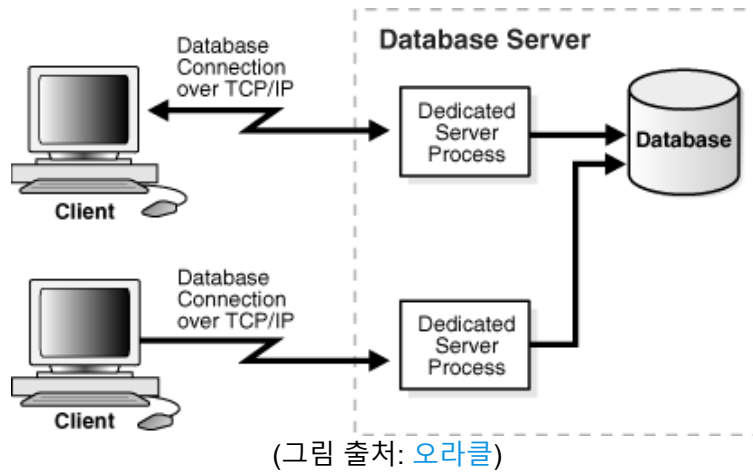 Database
Connection
over TCP/IP
Client
Database Server
Dedicated
Server
Process
Database
Database
Connection
over TCP/IP
Client
Dedicated
Server
Process
(그림 출처: 오라클)